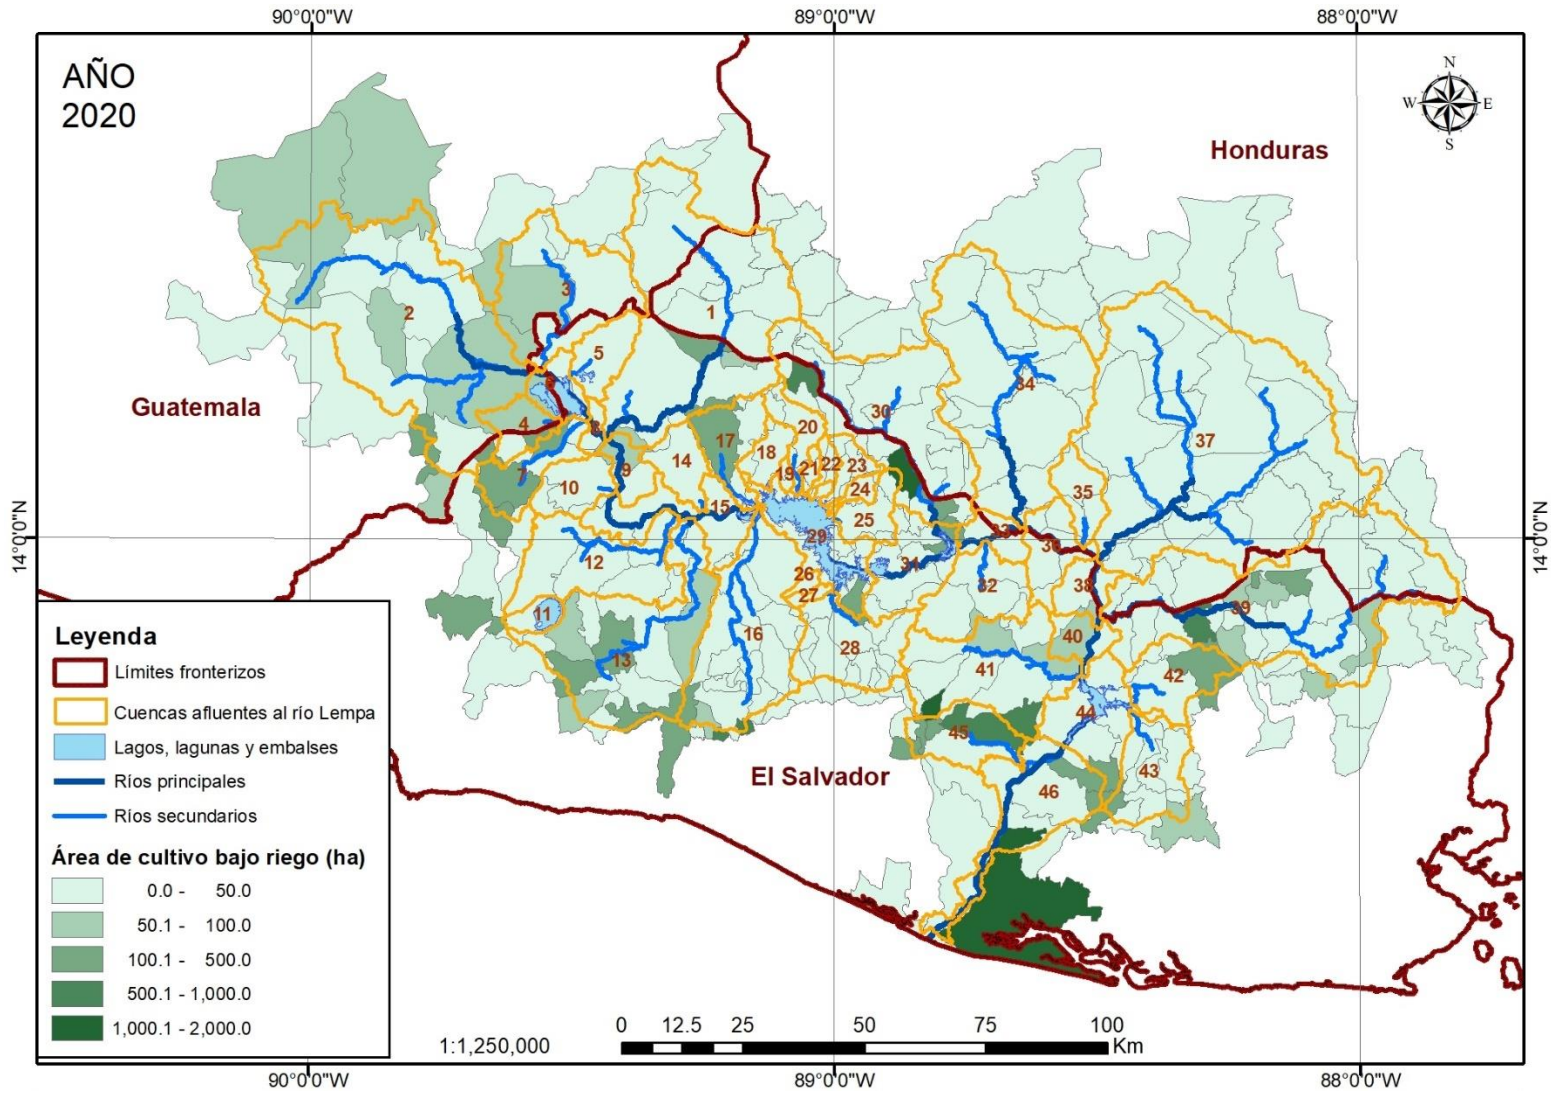 90°0'0"W
89°0'0"W
88°0'0"W
AÑO
2020
N
W
E
S
Honduras
Guatemala
El Salvador
14°0'0"N
14°0'0"N
1
2
3
4
5
6
7
8
9
10
11
12
13
14
15
16
17
18
19
20
21
22
23
24
25
26
27
28
29
30
31
32
33
34
35
36
37
38
39
40
41
42
43
44
45
46
Leyenda
Límites fronterizos
Cuencas afluentes al río Lempa
Lagos, lagunas y embalses
Ríos principales
Ríos secundarios
Área de cultivo bajo riego (ha)
0.0 - 50.0
50.1 - 100.0
100.1 - 500.0
500.1 - 1,000.0
1,000.1 - 2,000.0
1:1,250,000
0 12.5 25 50 75 100
Km
90°0'0"W
89°0'0"W
88°0'0"W